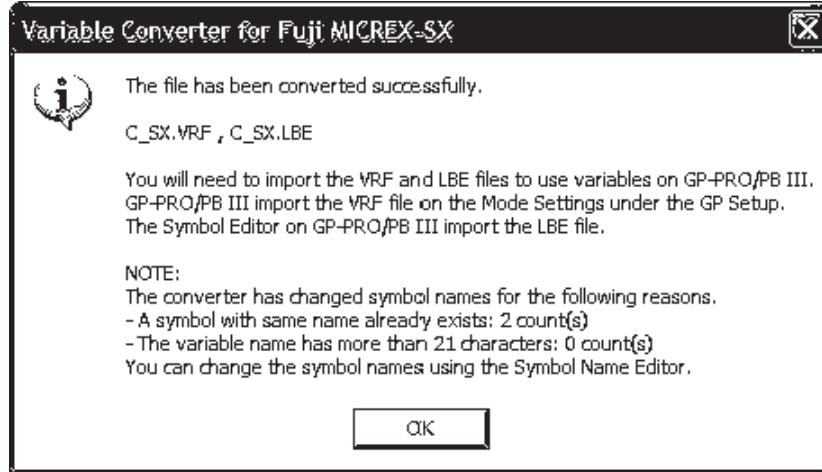 Variable Converter for Fuji MICREX-SX
The file has been converted successfully.
C_SX.VRF , C_SX.LBE
You will need to import the VRF and LBE files to use variables on GP-PRO/PB III.
GP-PRO/PB III import the VRF file on the Mode Settings under the GP Setup.
The Symbol Editor on GP-PRO/PB III import the LBE file.
NOTE:
The converter has changed symbol names for the following reasons.
- A symbol with same name already exists: 2 count(s)
- The variable name has more than 21 characters: 0 count(s)
You can change the symbol names using the Symbol Name Editor.
OK